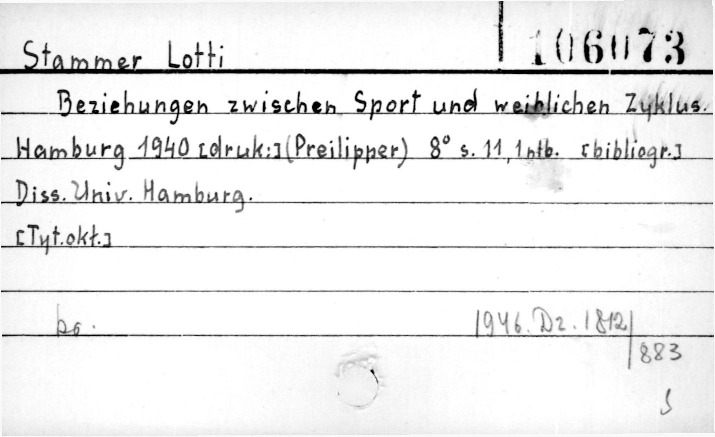 Stammer Lotti 106073
Beziehungen zwischen Sport und weiblichen Zyklus.
Hamburg 1940 [druk:] (Preilipper) 8° s. 11, 1 ntb. [bibliogr.]
Diss. Univ. Hamburg.
[Tyt.okł.]
1946. Dz. 1812/
883